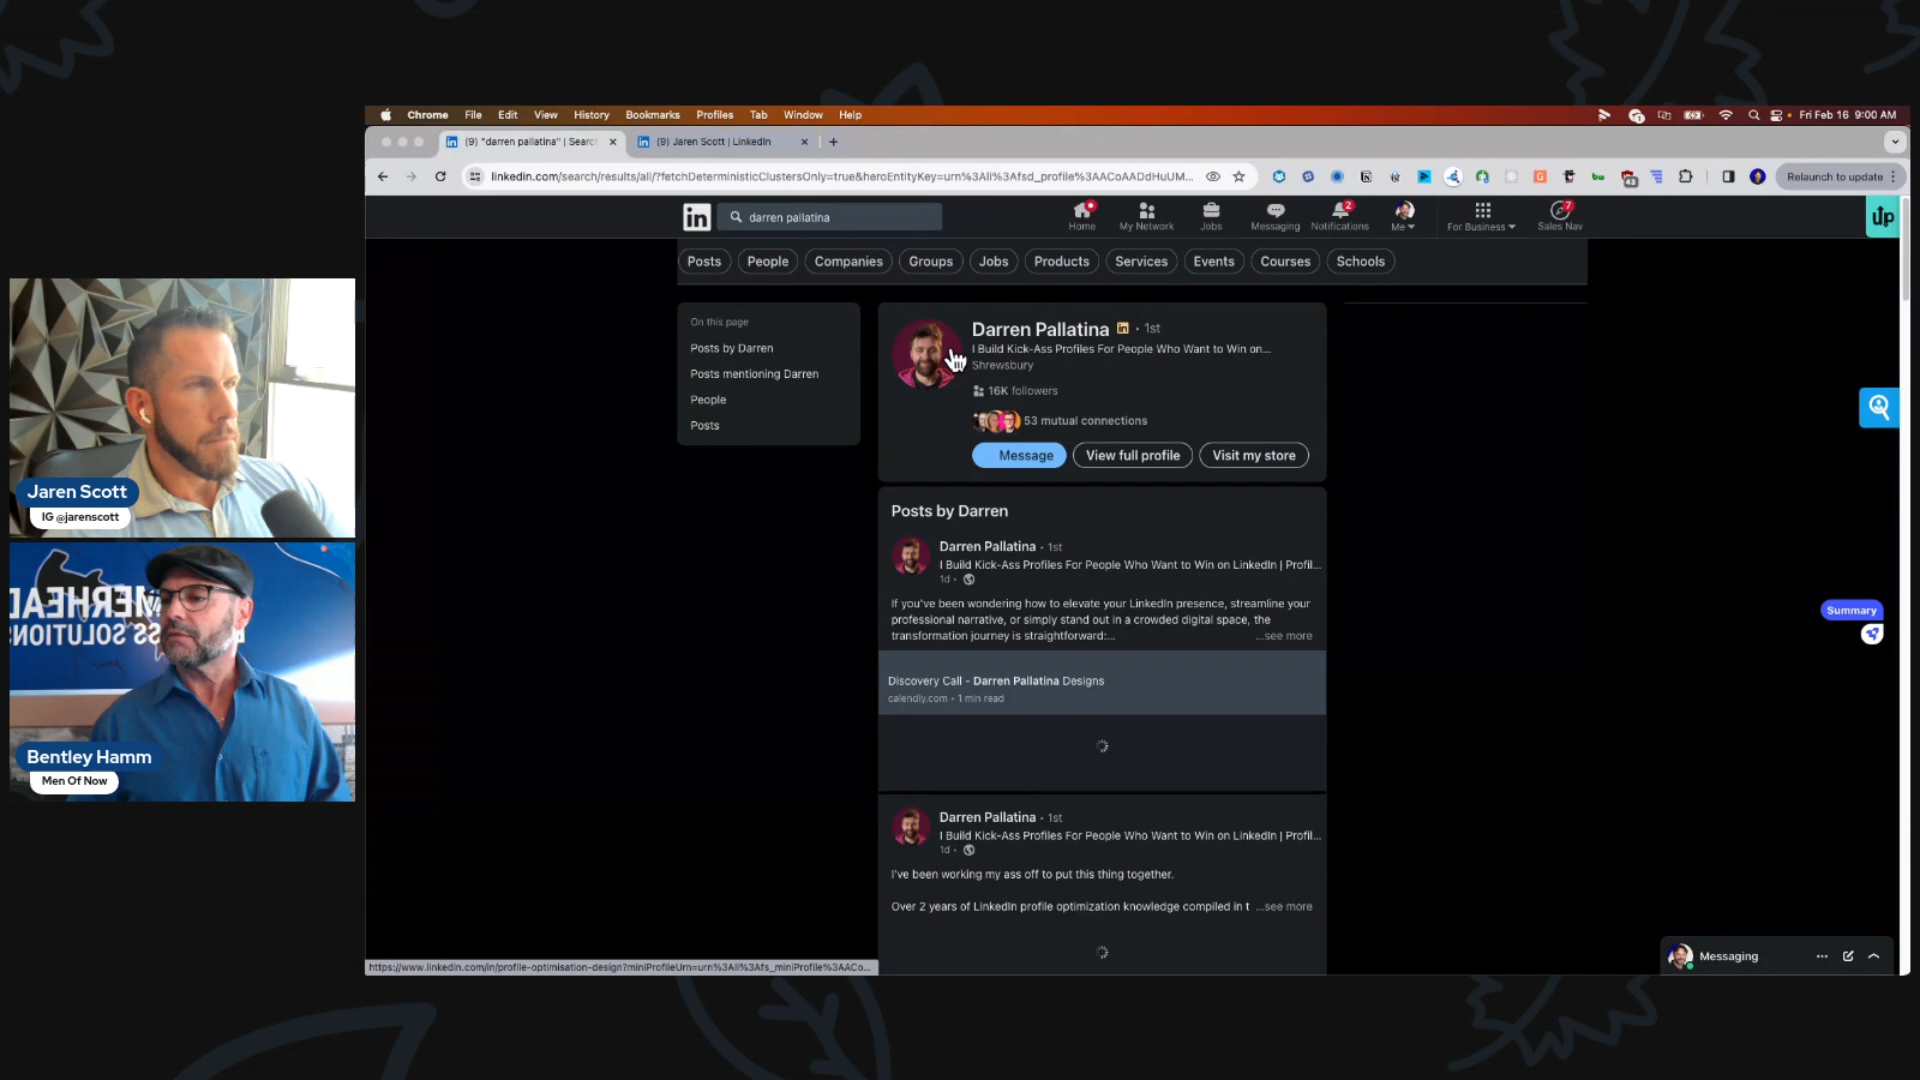 Chrome File Edit View History Bookmarks Profiles Tab Window Help
Fri Feb 16 9:00 AM
(9) "darren pallatina" | Searc
(9) Jaren Scott | LinkedIn
linkedin.com/search/results/all/?fetchDeterministicClustersOnly=true&heroEntityKey=urn%3Ali%3Afsd_profile%3AACoAADdHuUM...
Relaunch to update
in
darren pallatina
Home
My Network
Jobs
Messaging
2
Notifications
Me
For Business
7
Sales Nav
up
Posts
People
Companies
Groups
Jobs
Products
Services
Events
Courses
Schools
On this page
Posts by Darren
Posts mentioning Darren
People
Posts
Darren Pallatina in • 1st
I Build Kick-Ass Profiles For People Who Want to Win on...
Shrewsbury
16K followers
53 mutual connections
Message
View full profile
Visit my store
Posts by Darren
Darren Pallatina • 1st
I Build Kick-Ass Profiles For People Who Want to Win on LinkedIn | Profil...
1d •
If you've been wondering how to elevate your LinkedIn presence, streamline your
professional narrative, or simply stand out in a crowded digital space, the
transformation journey is straightforward:...
...see more
Discovery Call - Darren Pallatina Designs
calendly.com • 1 min read
Darren Pallatina • 1st
I Build Kick-Ass Profiles For People Who Want to Win on LinkedIn | Profil...
1d •
I've been working my ass off to put this thing together.
Over 2 years of LinkedIn profile optimization knowledge compiled in t ...see more
Summary
Messaging
https://www.linkedin.com/in/profile-optimisation-design?miniProfileUrn=urn%3Ali%3Afs_miniProfile%3AACo...
Jaren Scott
IG @jarenscott
Bentley Hamm
Men Of Now